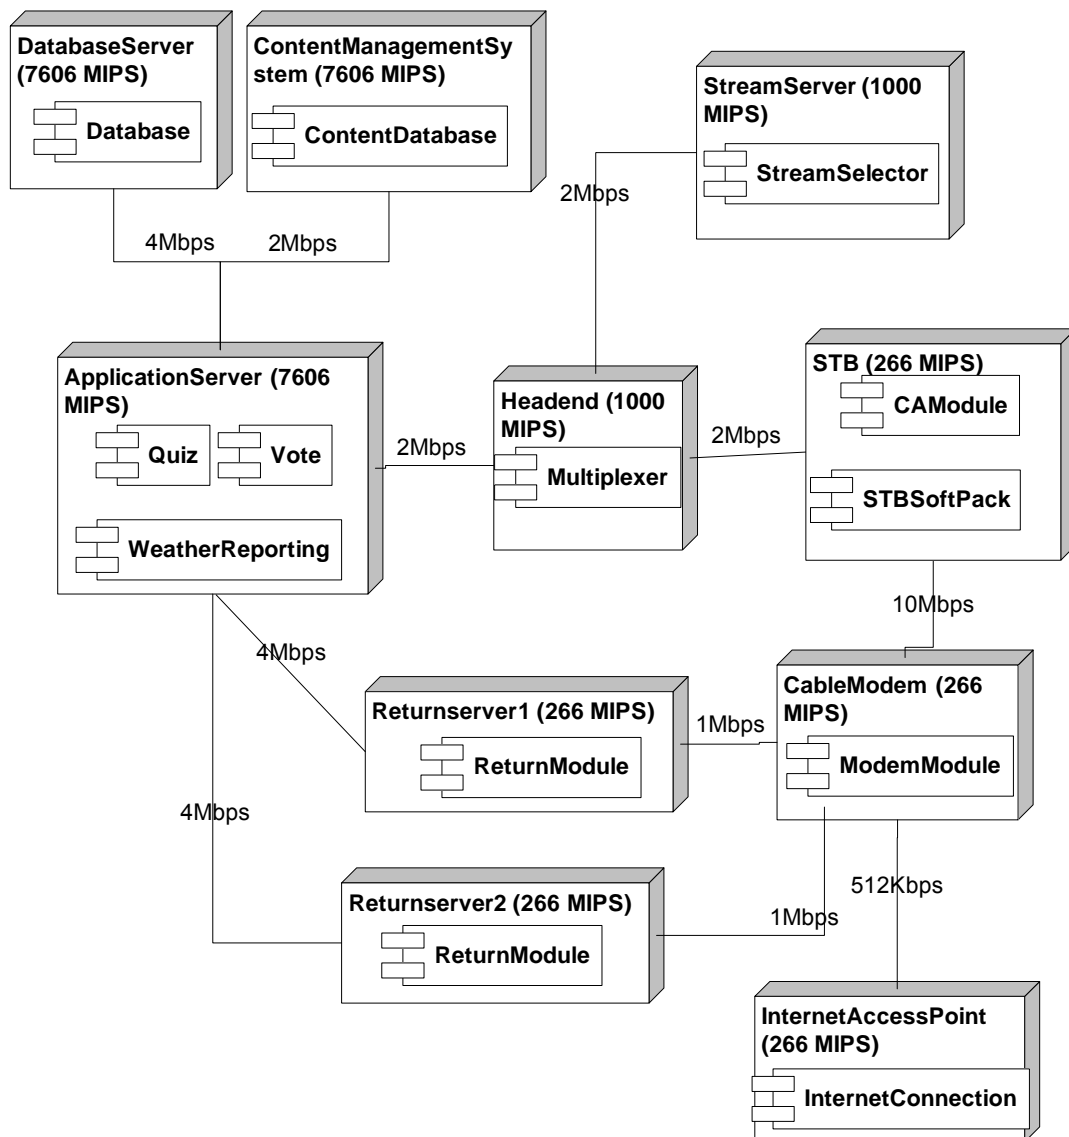 DatabaseServer
(7606 MIPS)
Database
ContentManagementSy
stem (7606 MIPS)
ContentDatabase
StreamServer (1000
MIPS)
StreamSelector
4Mbps
2Mbps
2Mbps
ApplicationServer (7606
MIPS)
Quiz
Vote
WeatherReporting
2Mbps
Headend (1000
MIPS)
Multiplexer
2Mbps
STB (266 MIPS)
CAModule
STBSoftPack
10Mbps
4Mbps
Returnserver1 (266 MIPS)
ReturnModule
1Mbps
CableModem (266
MIPS)
ModemModule
4Mbps
Returnserver2 (266 MIPS)
ReturnModule
1Mbps
512Kbps
InternetAccessPoint
(266 MIPS)
InternetConnection